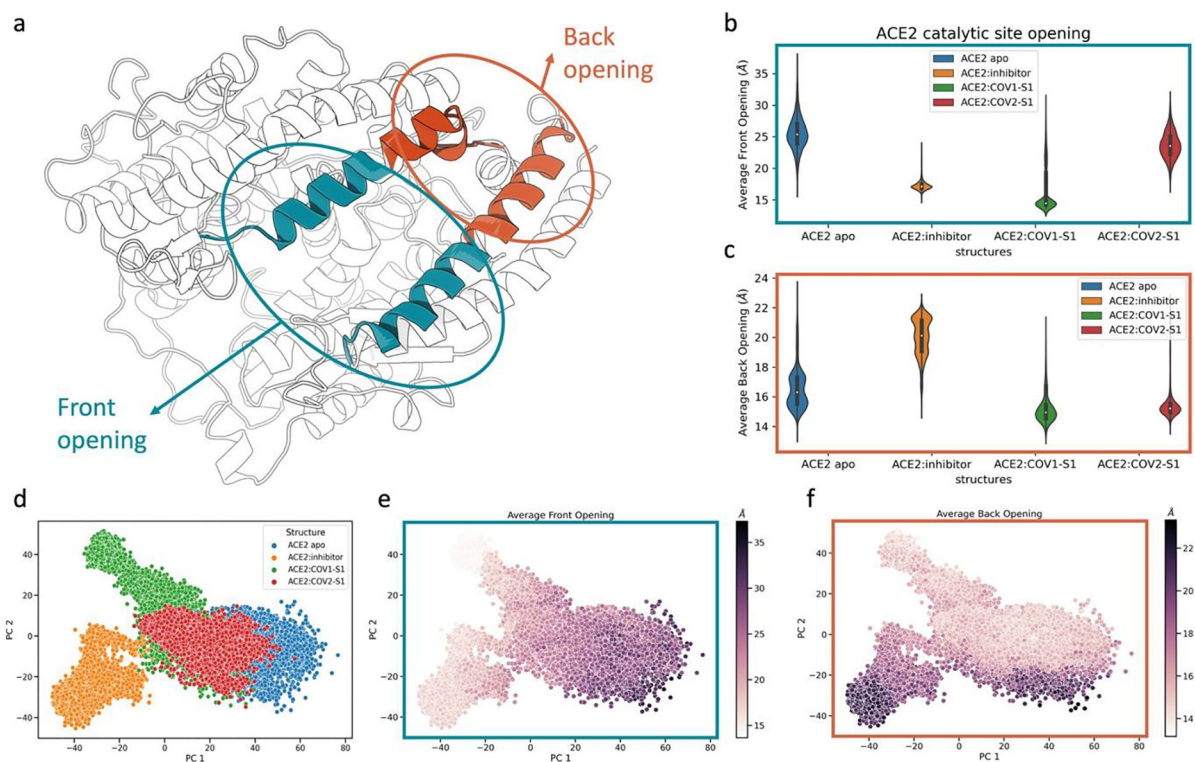 a
Back
opening
Front
opening
b
ACE2 catalytic site opening
Average Front Opening (Å)
35
30
25
20
15
ACE2 apo
ACE2:inhibitor
ACE2:COV1-S1
ACE2:COV2-S1
ACE2 apo
ACE2:inhibitor
ACE2:COV1-S1
ACE2:COV2-S1
structures
c
Average Back Opening (Å)
24
22
20
18
16
14
ACE2 apo
ACE2:inhibitor
ACE2:COV1-S1
ACE2:COV2-S1
ACE2 apo
ACE2:inhibitor
ACE2:COV1-S1
ACE2:COV2-S1
structures
d
Structure
ACE2 apo
ACE2:inhibitor
ACE2:COV1-S1
ACE2:COV2-S1
PC 2
40
20
0
−20
−40
−40
−20
0
20
40
60
80
PC 1
e
Average Front Opening
PC 2
40
20
0
−20
−40
−40
−20
0
20
40
60
80
PC 1
Å
35
30
25
20
15
f
Average Back Opening
PC 2
40
20
0
−20
−40
−40
−20
0
20
40
60
80
PC 1
Å
22
20
18
16
14